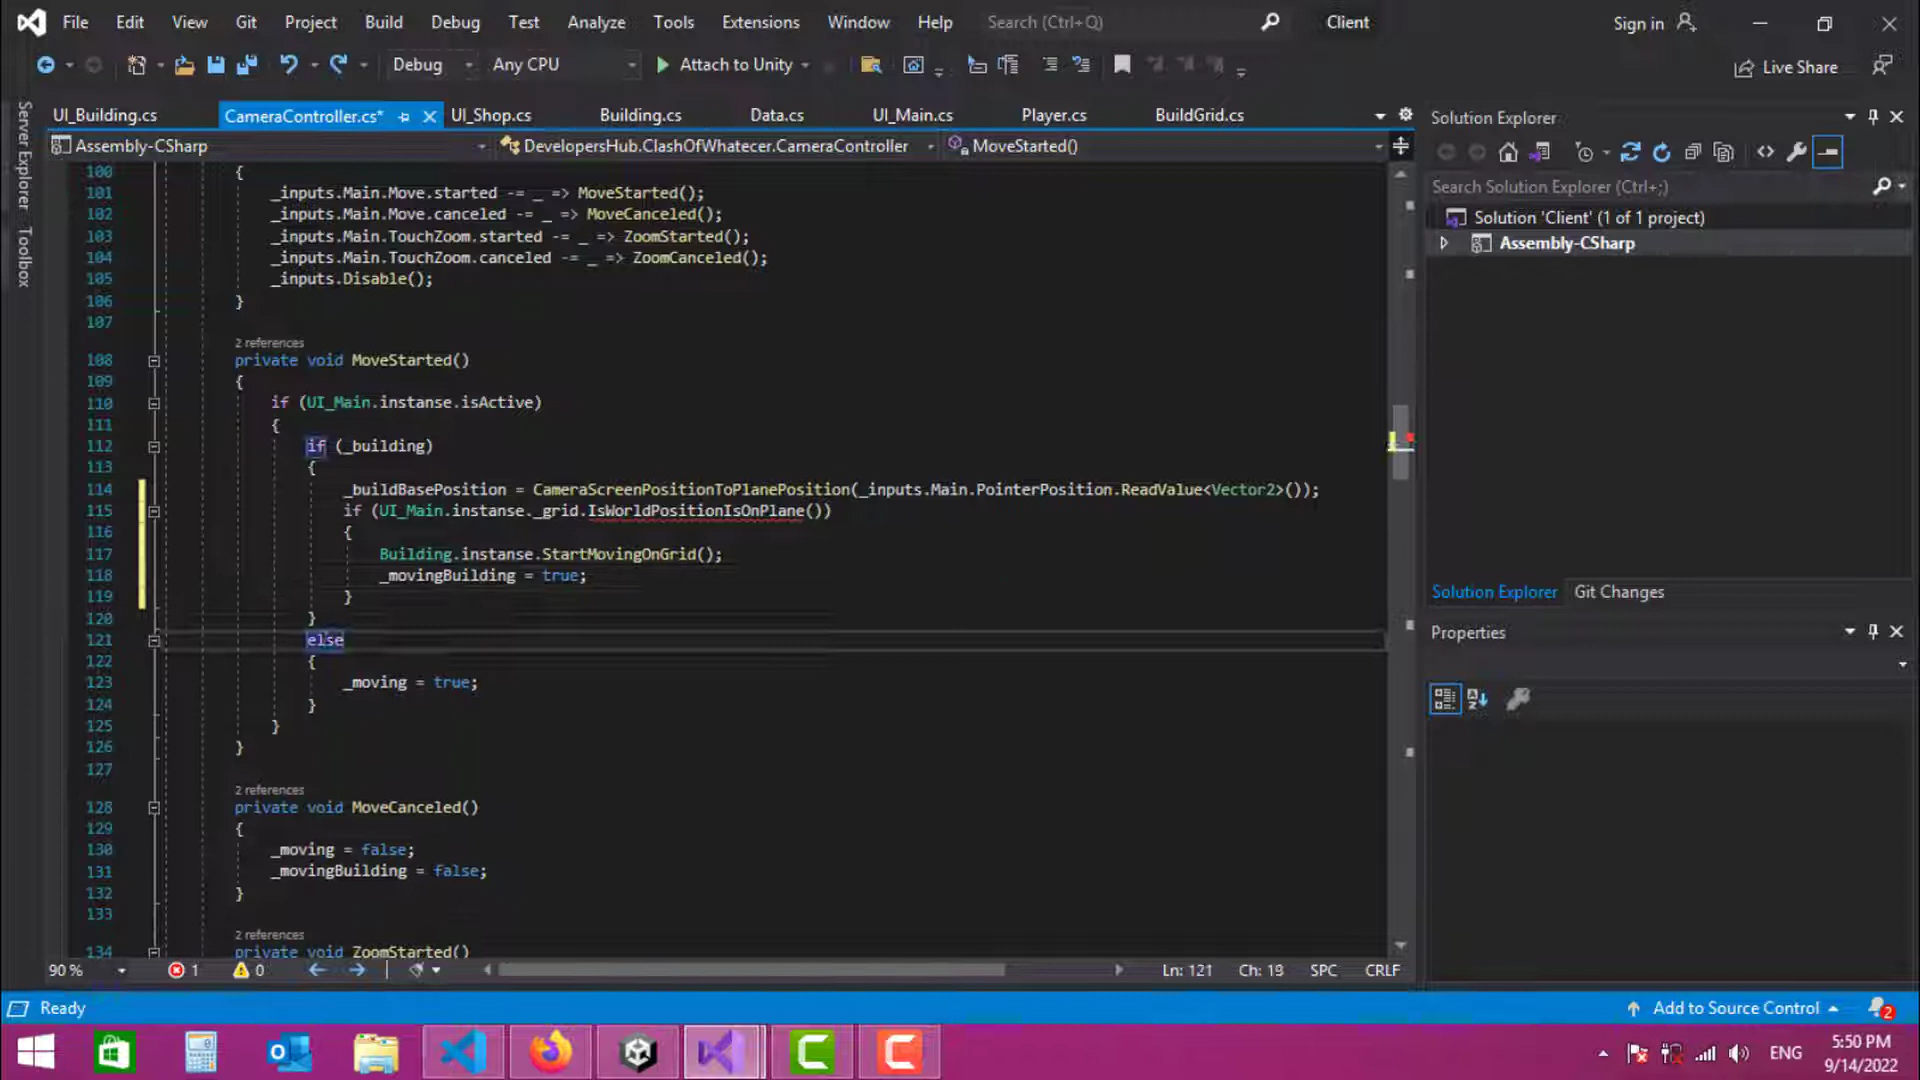 File Edit View Git Project Build Debug Test Analyze Tools Extensions Window Help Search (Ctrl+Q) Client Sign in
Debug Any CPU Attach to Unity Live Share
UI_Building.cs CameraController.cs* UI_Shop.cs Building.cs Data.cs UI_Main.cs Player.cs BuildGrid.cs
Assembly-CSharp DevelopersHub.ClashOfWhatecer.CameraController MoveStarted()
Server Explorer
Toolbox
100 {
101 _inputs.Main.Move.started -= _ => MoveStarted();
102 _inputs.Main.Move.canceled -= _ => MoveCanceled();
103 _inputs.Main.TouchZoom.started -= _ => ZoomStarted();
104 _inputs.Main.TouchZoom.canceled -= _ => ZoomCanceled();
105 _inputs.Disable();
106 }
107
2 references
108 private void MoveStarted()
109 {
110 if (UI_Main.instanse.isActive)
111 {
112 if (_building)
113 {
114 _buildBasePosition = CameraScreenPositionToPlanePosition(_inputs.Main.PointerPosition.ReadValue<Vector2>());
115 if (UI_Main.instanse._grid.IsWorldPositionIsOnPlane())
116 {
117 Building.instanse.StartMovingOnGrid();
118 _movingBuilding = true;
119 }
120 }
121 else
122 {
123 _moving = true;
124 }
125 }
126 }
127
2 references
128 private void MoveCanceled()
129 {
130 _moving = false;
131 _movingBuilding = false;
132 }
133
2 references
134 private void ZoomStarted()
90 % 1 0 Ln: 121 Ch: 19 SPC CRLF
Solution Explorer
Search Solution Explorer (Ctrl+;)
Solution 'Client' (1 of 1 project)
Assembly-CSharp
Solution Explorer Git Changes
Properties
Ready Add to Source Control 2
ENG 5:50 PM
9/14/2022